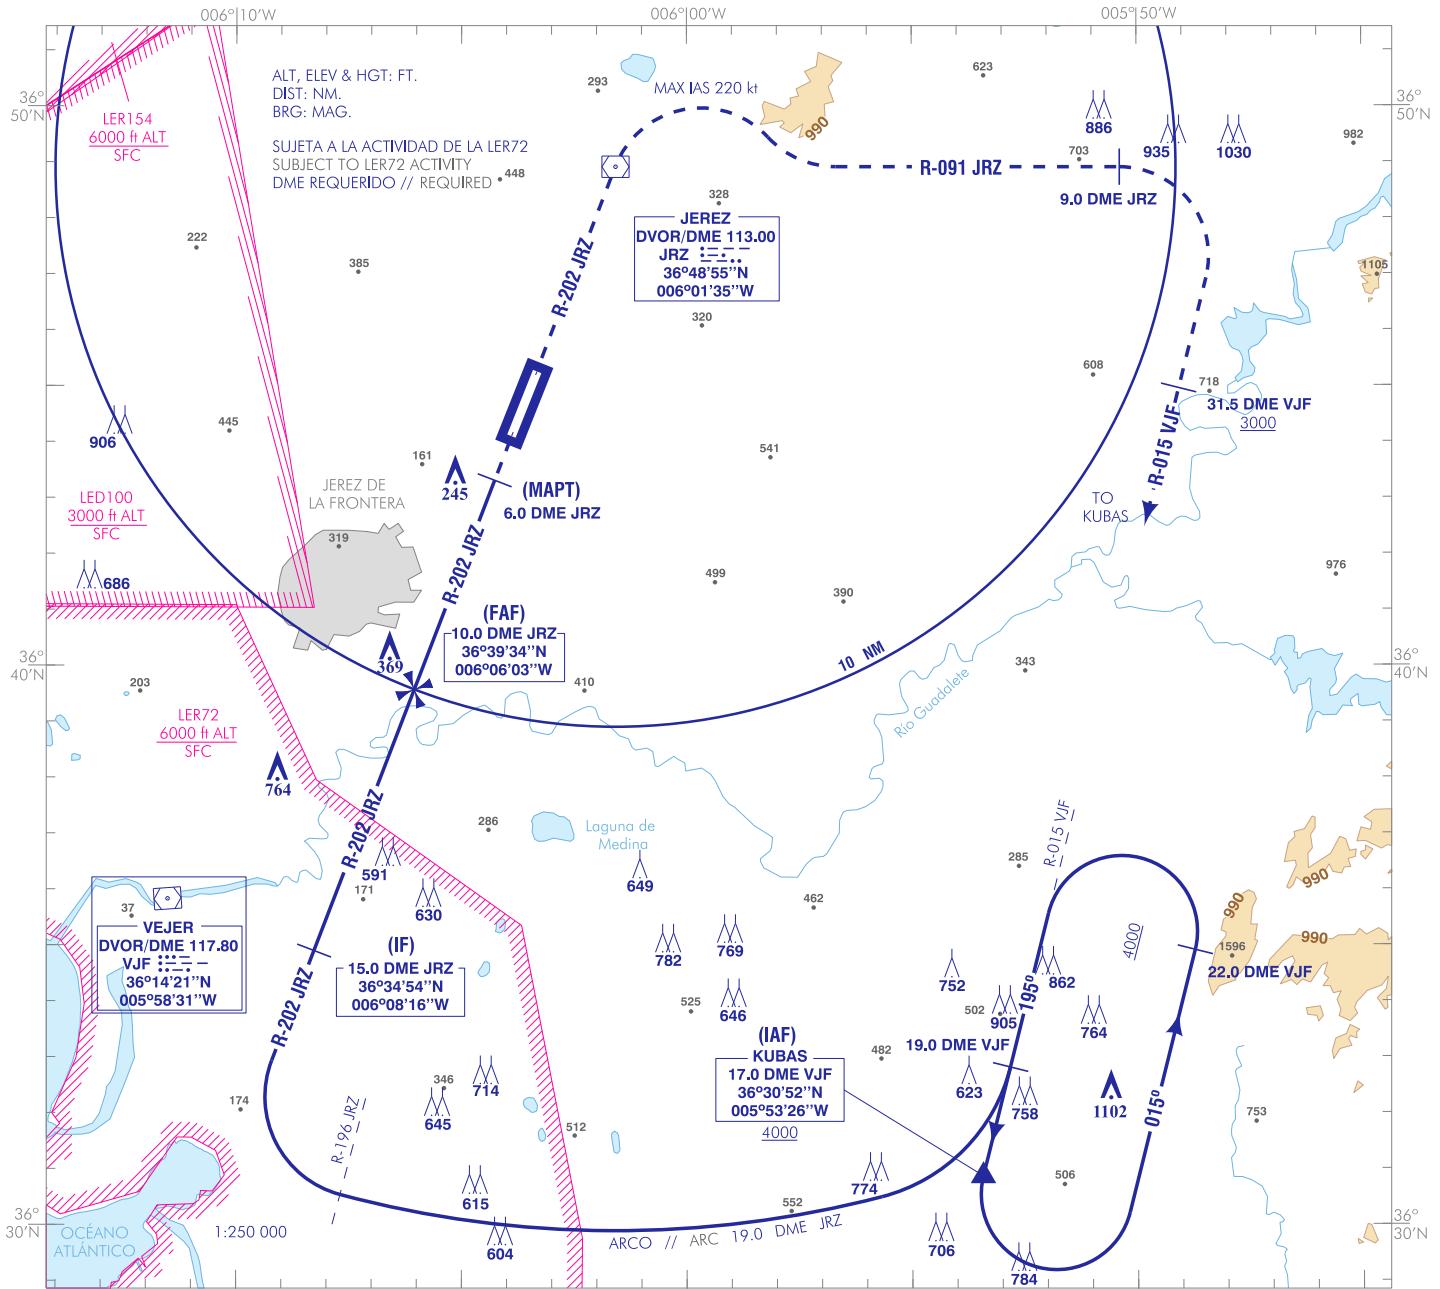 006°10'W
006°00'W
005°50'W
36°
50'N
36°
50'N
ALT, ELEV & HGT: FT.
DIST: NM.
BRG: MAG.
SUJETA A LA ACTIVIDAD DE LA LER72
SUBJECT TO LER72 ACTIVITY
DME REQUERIDO // REQUIRED
LER154
6000 ft ALT
SFC
293
MAX IAS 220 kt
990
623
886
935
1030
982
703
448
R-091 JRZ
9.0 DME JRZ
328
222
385
JEREZ
DVOR/DME 113.00
JRZ
36°48'55''N
006°01'35''W
R-202 JRZ
1105
320
608
718
31.5 DME VJF
3000
R-015 VJF
TO
KUBAS
906
445
161
245
541
(MAPT)
6.0 DME JRZ
JEREZ DE
LA FRONTERA
LED100
3000 ft ALT
SFC
319
686
R-202 JRZ
499
390
976
(FAF)
10.0 DME JRZ
36°39'34''N
006°06'03''W
369
10 NM
343
36°
40'N
36°
40'N
203
410
Río Guadalete
LER72
6000 ft ALT
SFC
764
R-202 JRZ
286
Laguna de
Medina
R-015 VJF
285
591
649
171
630
462
990
990
990
37
VEJER
DVOR/DME 117.80
VJF
36°14'21''N
005°58'31''W
R-202 JRZ
(IF)
15.0 DME JRZ
36°34'54''N
006°08'16''W
782
769
646
525
752
862
4000
1596
22.0 DME VJF
195°
502
905
764
19.0 DME VJF
(IAF)
KUBAS
17.0 DME VJF
36°30'52''N
005°53'26''W
4000
482
623
758
1102
015°
753
174
346
714
645
R-196 JRZ
512
774
506
615
552
604
706
784
ARCO // ARC 19.0 DME JRZ
1:250 000
OCÉANO
ATLÁNTICO
36°
30'N
36°
30'N